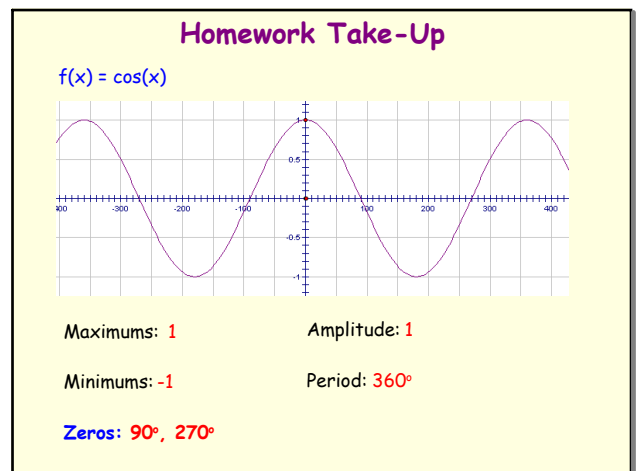 Homework Take-Up
f(x) = cos(x)
1
0.5
400 -300 -200 -100 100 200 300 400
-0.5
-1
Maximums: 1 Amplitude: 1
Minimums: -1 Period: 360°
Zeros: 90°, 270°